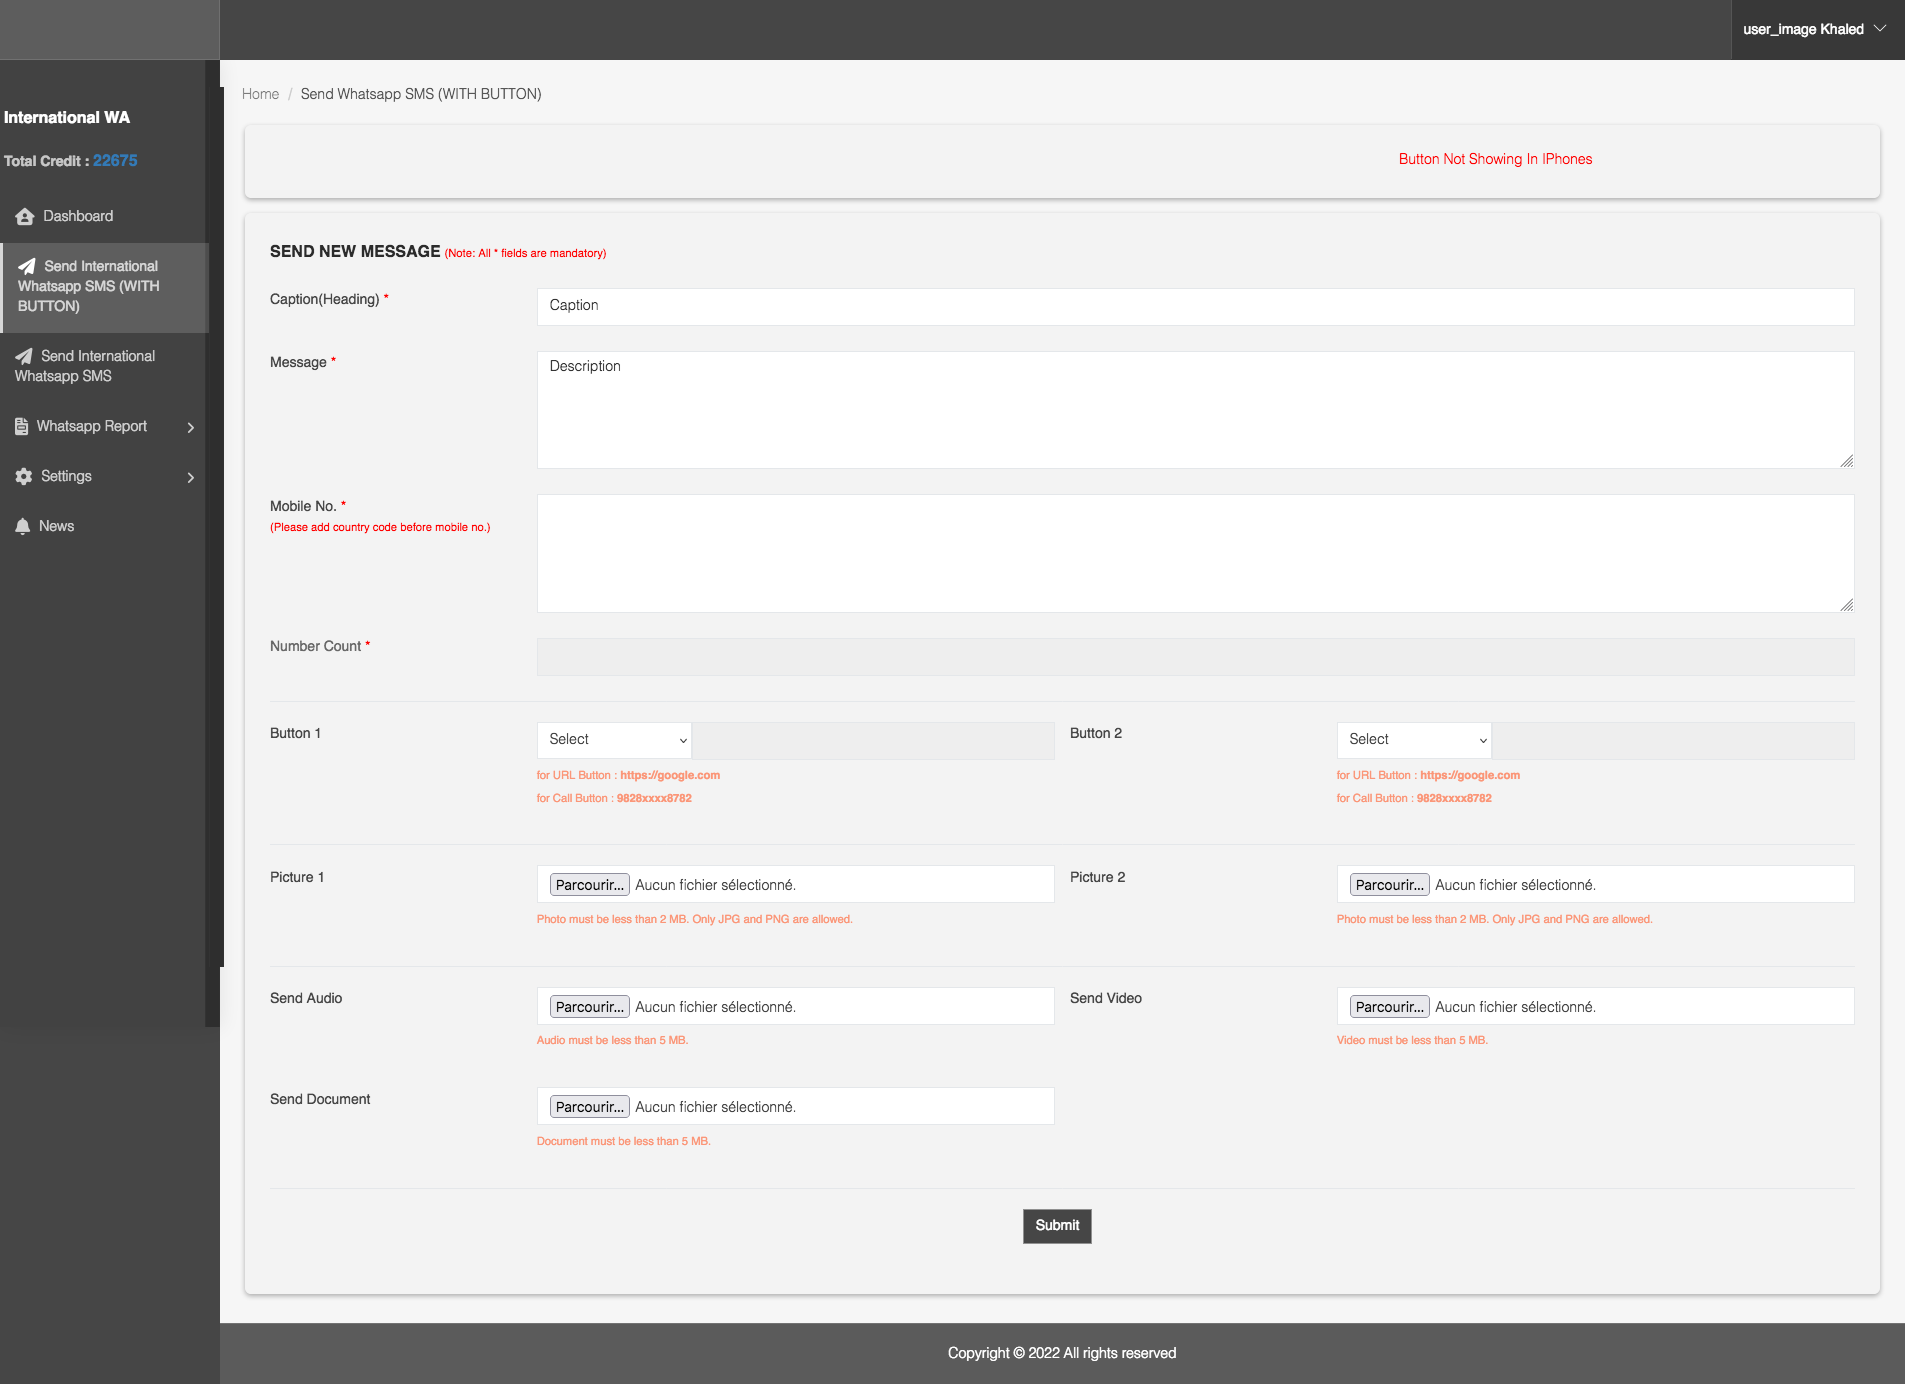 user_image Khaled
International WA
Total Credit : 22675
Dashboard
Send International
Whatsapp SMS (WITH
BUTTON)
Send International
Whatsapp SMS
Whatsapp Report
Settings
News
Home / Send Whatsapp SMS (WITH BUTTON)
Button Not Showing In IPhones
SEND NEW MESSAGE (Note: All * fields are mandatory)
Caption(Heading) *
Caption
Message *
Description
Mobile No. *
(Please add country code before mobile no.)
Number Count *
Button 1
Select
for URL Button : https://google.com
for Call Button : 9828xxxx8782
Button 2
Select
for URL Button : https://google.com
for Call Button : 9828xxxx8782
Picture 1
Parcourir... Aucun fichier sélectionné.
Photo must be less than 2 MB. Only JPG and PNG are allowed.
Picture 2
Parcourir... Aucun fichier sélectionné.
Photo must be less than 2 MB. Only JPG and PNG are allowed.
Send Audio
Parcourir... Aucun fichier sélectionné.
Audio must be less than 5 MB.
Send Video
Parcourir... Aucun fichier sélectionné.
Video must be less than 5 MB.
Send Document
Parcourir... Aucun fichier sélectionné.
Document must be less than 5 MB.
Submit
Copyright © 2022 All rights reserved